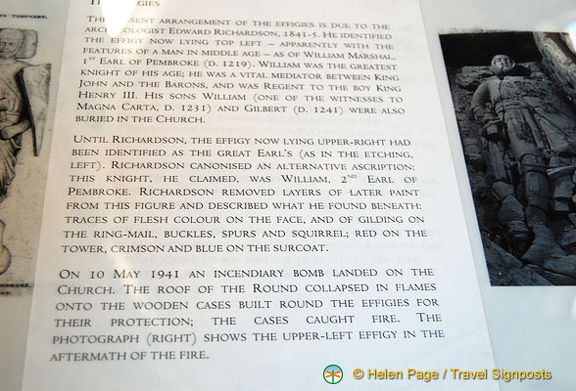 THE PRESENT ARRANGEMENT OF THE EFFIGIES IS DUE TO THE
ARCHAEOLOGIST EDWARD RICHARDSON, 1841-5. HE IDENTIFIED
THE EFFIGY NOW LYING TOP LEFT – APPARENTLY WITH THE
FEATURES OF A MAN IN MIDDLE AGE – AS OF WILLIAM MARSHAL,
1ST EARL OF PEMBROKE (D. 1219). WILLIAM WAS THE GREATEST
KNIGHT OF HIS AGE; HE WAS A VITAL MEDIATOR BETWEEN KING
JOHN AND THE BARONS, AND WAS REGENT TO THE BOY KING
HENRY III. HIS SONS WILLIAM (ONE OF THE WITNESSES TO
MAGNA CARTA, D. 1231) AND GILBERT (D. 1241) WERE ALSO
BURIED IN THE CHURCH.
UNTIL RICHARDSON, THE EFFIGY NOW LYING UPPER-RIGHT HAD
BEEN IDENTIFIED AS THE GREAT EARL'S (AS IN THE ETCHING,
LEFT). RICHARDSON CANONISED AN ALTERNATIVE ASCRIPTION:
THIS KNIGHT, HE CLAIMED, WAS WILLIAM, 2ND EARL OF
PEMBROKE. RICHARDSON REMOVED LAYERS OF LATER PAINT
FROM THIS FIGURE AND DESCRIBED WHAT HE FOUND BENEATH:
TRACES OF FLESH COLOUR ON THE FACE, AND OF GILDING ON
THE RING-MAIL, BUCKLES, SPURS AND SQUIRREL; RED ON THE
TOWER, CRIMSON AND BLUE ON THE SURCOAT.
ON 10 MAY 1941 AN INCENDIARY BOMB LANDED ON THE
CHURCH. THE ROOF OF THE ROUND COLLAPSED IN FLAMES
ONTO THE WOODEN CASES BUILT ROUND THE EFFIGIES FOR
THEIR PROTECTION; THE CASES CAUGHT FIRE. THE
PHOTOGRAPH (RIGHT) SHOWS THE UPPER-LEFT EFFIGY IN THE
AFTERMATH OF THE FIRE.
© Helen Page / Travel Signposts